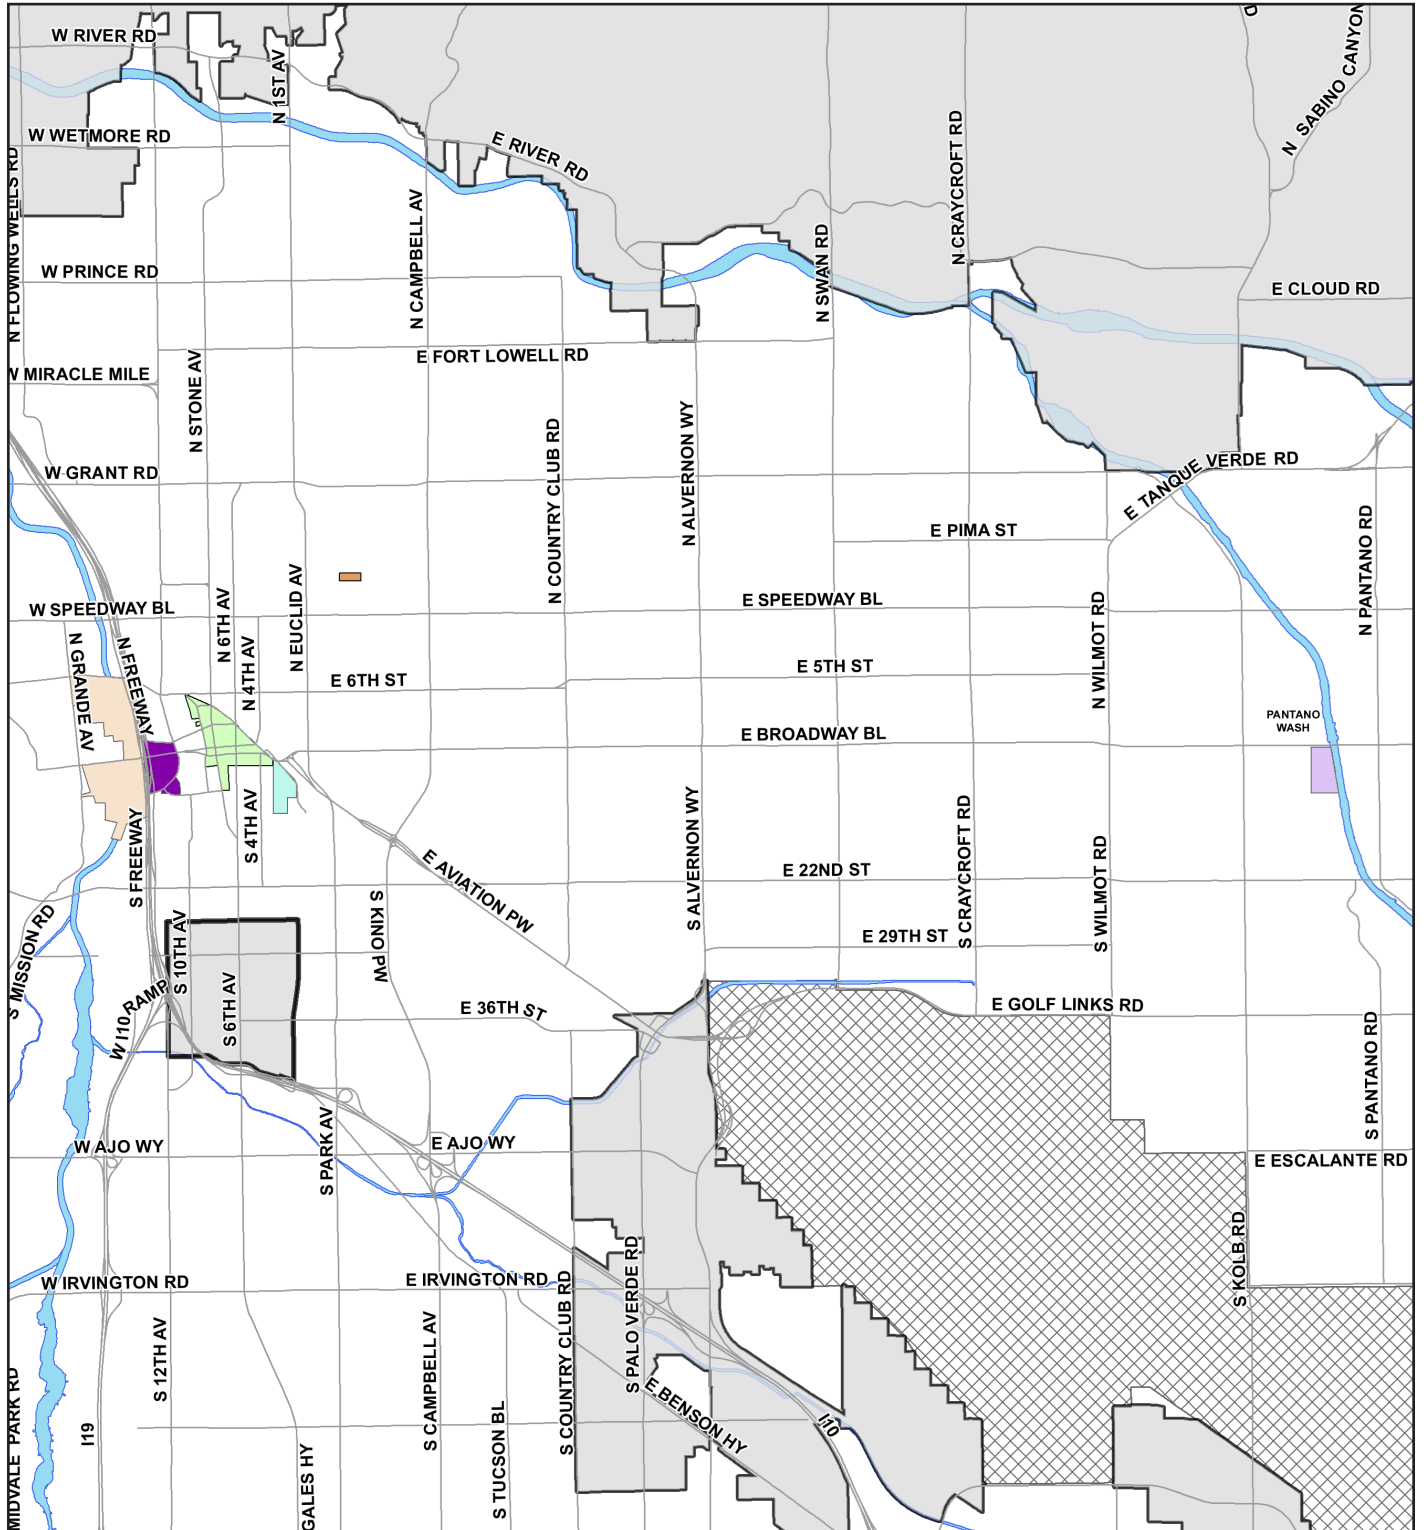 W RIVER RD
N 1ST AV
D
N SABINO CANYON
W WETMORE RD
E RIVER RD
N CRAYCROFT RD
N FLOWING WELLS RD
N CAMPBELL AV
W PRINCE RD
N SWAN RD
E CLOUD RD
E FORT LOWELL RD
W MIRACLE MILE
N STONE AV
N COUNTRY CLUB RD
N ALVERNON WY
W GRANT RD
E TANQUE VERDE RD
E PIMA ST
N PANTANO RD
W SPEEDWAY BL
N 6TH AV
N EUCLID AV
E SPEEDWAY BL
N WILMOT RD
N GRANDE AV
N FREEWAY
N 4TH AV
E 6TH ST
E 5TH ST
PANTANO
WASH
E BROADWAY BL
S FREEWAY
S 4TH AV
E AVIATION PW
S ALVERNON WY
E 22ND ST
S CRAYCROFT RD
S WILMOT RD
S MISSION RD
S 10TH AV
S KINO PW
E 29TH ST
W I10 RAMP
S 6TH AV
E 36TH ST
E GOLF LINKS RD
S PANTANO RD
W AJO WY
S PARK AV
E AJO WY
E ESCALANTE RD
W IRVINGTON RD
E IRVINGTON RD
S COUNTRY CLUB RD
S PALO VERDE RD
S KOLB RD
MIDVALE PARK RD
I19
S 12TH AV
GALES HY
S CAMPBELL AV
S TUCSON BL
E BENSON HY
I10